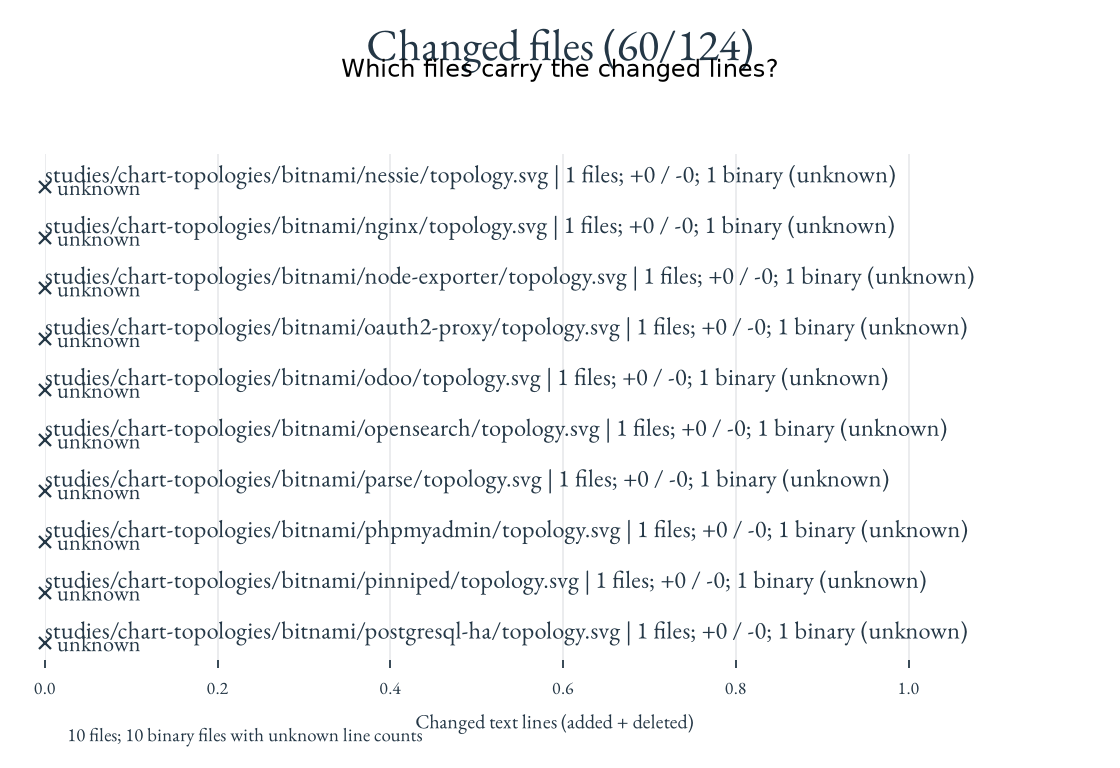 Changed files (60/124)
Which files carry the changed lines?
studies/chart-topologies/bitnami/nessie/topology.svg | 1 files; +0 / -0; 1 binary (unknown)
unknown
studies/chart-topologies/bitnami/nginx/topology.svg | 1 files; +0 / -0; 1 binary (unknown)
unknown
studies/chart-topologies/bitnami/node-exporter/topology.svg | 1 files; +0 / -0; 1 binary (unknown)
unknown
studies/chart-topologies/bitnami/oauth2-proxy/topology.svg | 1 files; +0 / -0; 1 binary (unknown)
unknown
studies/chart-topologies/bitnami/odoo/topology.svg | 1 files; +0 / -0; 1 binary (unknown)
unknown
studies/chart-topologies/bitnami/opensearch/topology.svg | 1 files; +0 / -0; 1 binary (unknown)
unknown
studies/chart-topologies/bitnami/parse/topology.svg | 1 files; +0 / -0; 1 binary (unknown)
unknown
studies/chart-topologies/bitnami/phpmyadmin/topology.svg | 1 files; +0 / -0; 1 binary (unknown)
unknown
studies/chart-topologies/bitnami/pinniped/topology.svg | 1 files; +0 / -0; 1 binary (unknown)
unknown
studies/chart-topologies/bitnami/postgresql-ha/topology.svg | 1 files; +0 / -0; 1 binary (unknown)
unknown
0.0 0.2 0.4 0.6 0.8 1.0
Changed text lines (added + deleted)
10 files; 10 binary files with unknown line counts